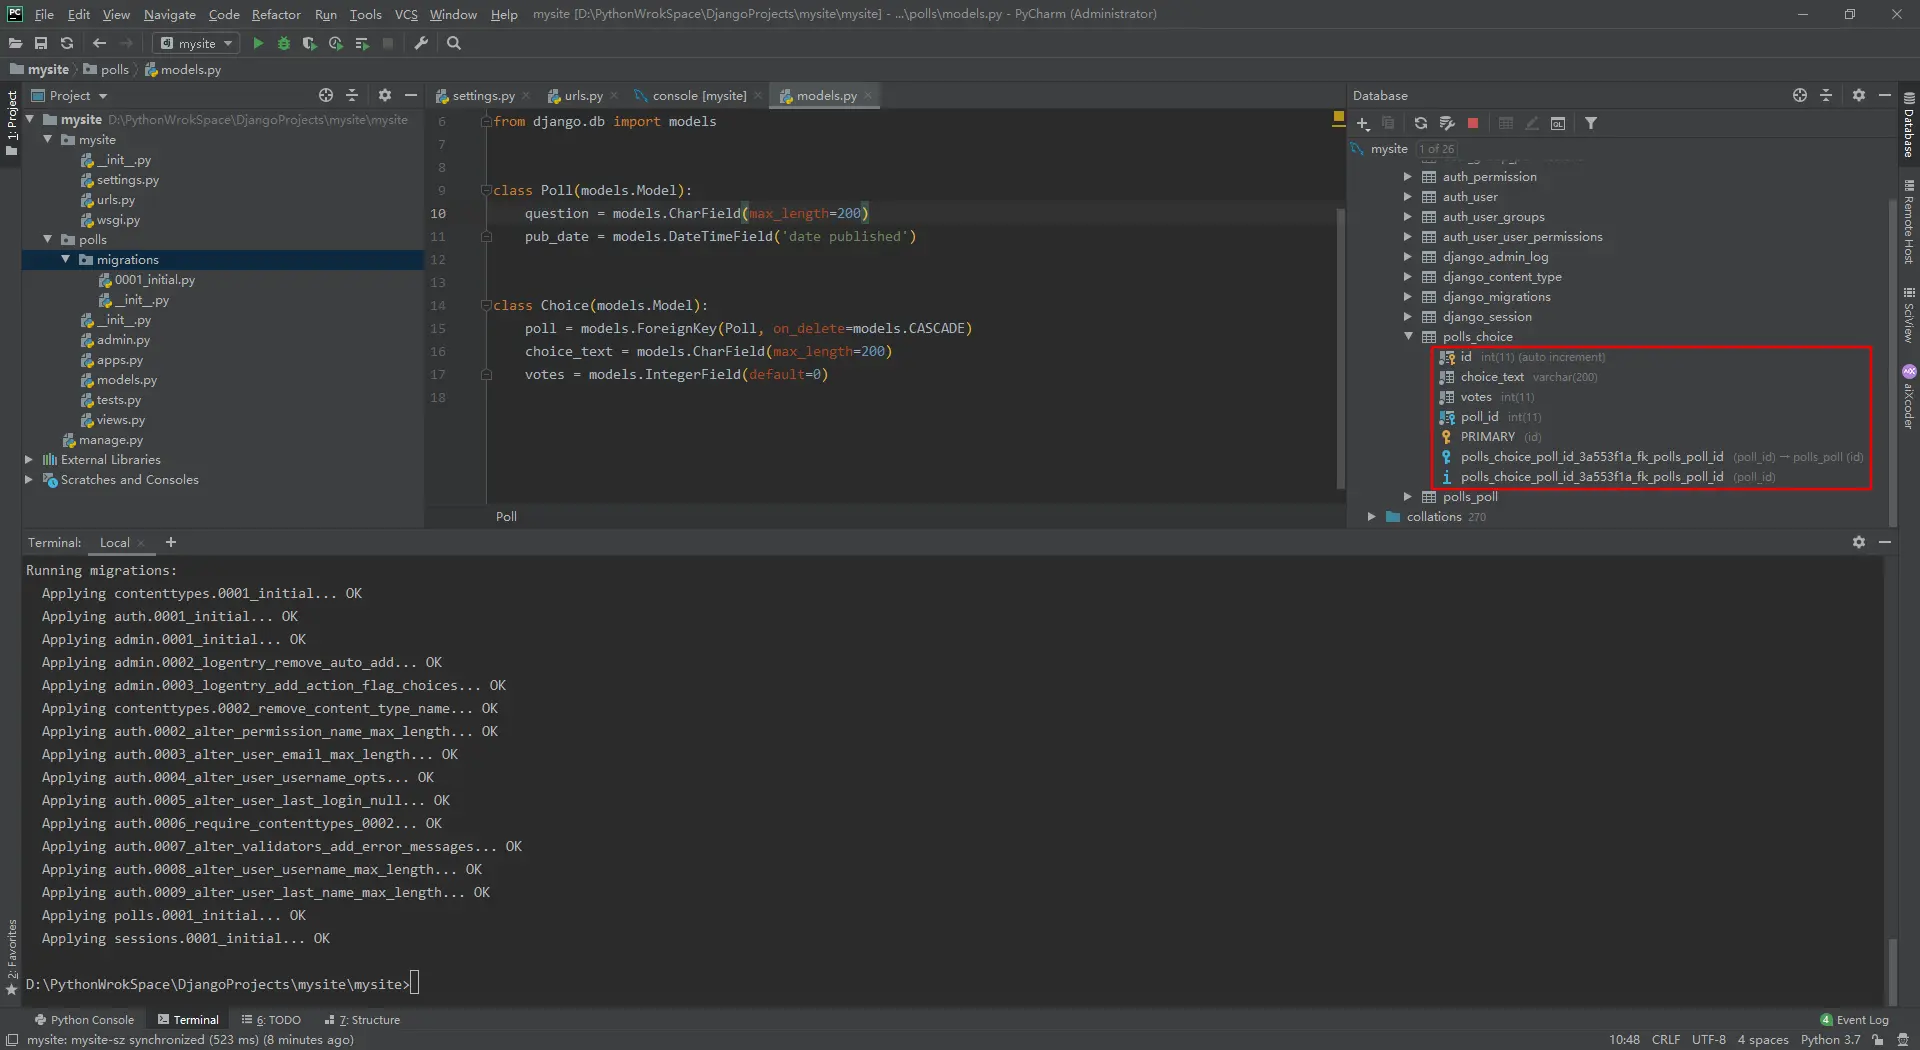 PC File Edit View Navigate Code Refactor Run Tools VCS Window Help mysite [D:\PythonWrokSpace\DjangoProjects\mysite\mysite] - ...\polls\models.py - PyCharm (Administrator)
mysite
mysite polls models.py
1: Project
Project
mysite D:\PythonWrokSpace\DjangoProjects\mysite\mysite
mysite
__init__.py
settings.py
urls.py
wsgi.py
polls
migrations
0001_initial.py
__init__.py
__init__.py
admin.py
apps.py
models.py
tests.py
views.py
manage.py
External Libraries
Scratches and Consoles
settings.py urls.py console [mysite] models.py
6 from django.db import models
7
8
9 class Poll(models.Model):
10 question = models.CharField(max_length=200)
11 pub_date = models.DateTimeField('date published')
12
13
14 class Choice(models.Model):
15 poll = models.ForeignKey(Poll, on_delete=models.CASCADE)
16 choice_text = models.CharField(max_length=200)
17 votes = models.IntegerField(default=0)
18
Poll
Database
QL
mysite 1 of 26
auth_permission
auth_user
auth_user_groups
auth_user_user_permissions
django_admin_log
django_content_type
django_migrations
django_session
polls_choice
id int(11) (auto increment)
choice_text varchar(200)
votes int(11)
poll_id int(11)
PRIMARY (id)
polls_choice_poll_id_3a553f1a_fk_polls_poll_id (poll_id) → polls_poll (id)
polls_choice_poll_id_3a553f1a_fk_polls_poll_id (poll_id)
polls_poll
collations 270
Database
Remote Host
SciView
aiXcoder
Terminal: Local +
Running migrations:
Applying contenttypes.0001_initial... OK
Applying auth.0001_initial... OK
Applying admin.0001_initial... OK
Applying admin.0002_logentry_remove_auto_add... OK
Applying admin.0003_logentry_add_action_flag_choices... OK
Applying contenttypes.0002_remove_content_type_name... OK
Applying auth.0002_alter_permission_name_max_length... OK
Applying auth.0003_alter_user_email_max_length... OK
Applying auth.0004_alter_user_username_opts... OK
Applying auth.0005_alter_user_last_login_null... OK
Applying auth.0006_require_contenttypes_0002... OK
Applying auth.0007_alter_validators_add_error_messages... OK
Applying auth.0008_alter_user_username_max_length... OK
Applying auth.0009_alter_user_last_name_max_length... OK
Applying polls.0001_initial... OK
Applying sessions.0001_initial... OK
D:\PythonWrokSpace\DjangoProjects\mysite\mysite>
2: Favorites
Python Console Terminal 6: TODO 7: Structure 4 Event Log
mysite: mysite-sz synchronized (523 ms) (8 minutes ago) 10:48 CRLF UTF-8 4 spaces Python 3.7